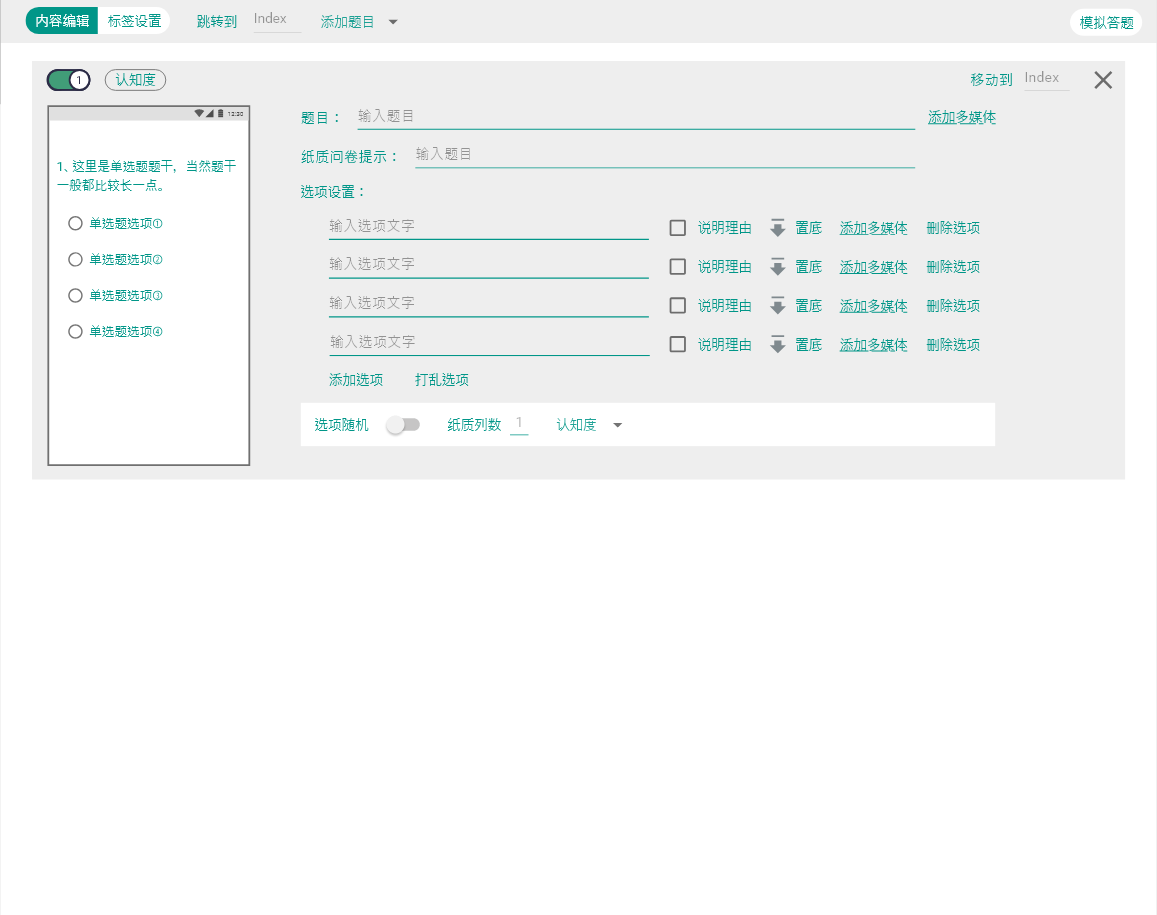 内容编辑 标签设置 跳转到 Index 添加题目 模拟答题
1 认知度 移动到 Index
12:30
题目： 输入题目 添加多媒体
纸质问卷提示： 输入题目
1、这里是单选题题干，当然题干
一般都比较长一点。
单选题选项①
单选题选项②
单选题选项③
单选题选项④
选项设置：
输入选项文字 说明理由 置底 添加多媒体 删除选项
输入选项文字 说明理由 置底 添加多媒体 删除选项
输入选项文字 说明理由 置底 添加多媒体 删除选项
输入选项文字 说明理由 置底 添加多媒体 删除选项
添加选项 打乱选项
选项随机 纸质列数 1 认知度